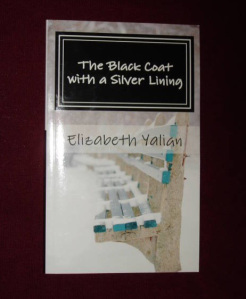 The Black Coat
with a Silver Lining
Elizabeth Yalian